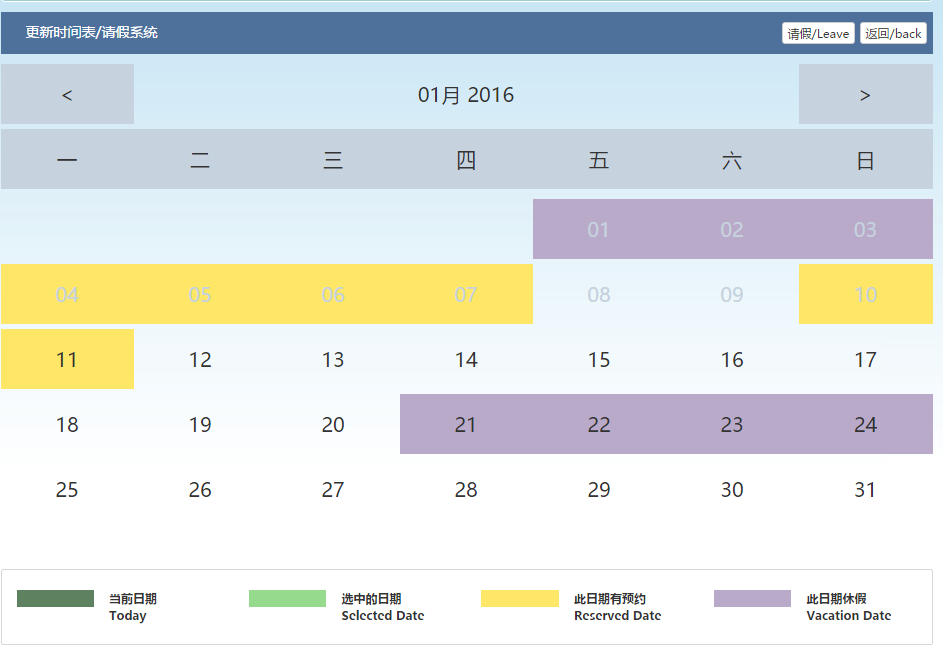 更新时间表/请假系统 请假/Leave 返回/back
< 01月 2016 >
一 二 三 四 五 六 日
01 02 03
04 05 06 07 08 09 10
11 12 13 14 15 16 17
18 19 20 21 22 23 24
25 26 27 28 29 30 31
当前日期
Today
选中的日期
Selected Date
此日期有预约
Reserved Date
此日期休假
Vacation Date